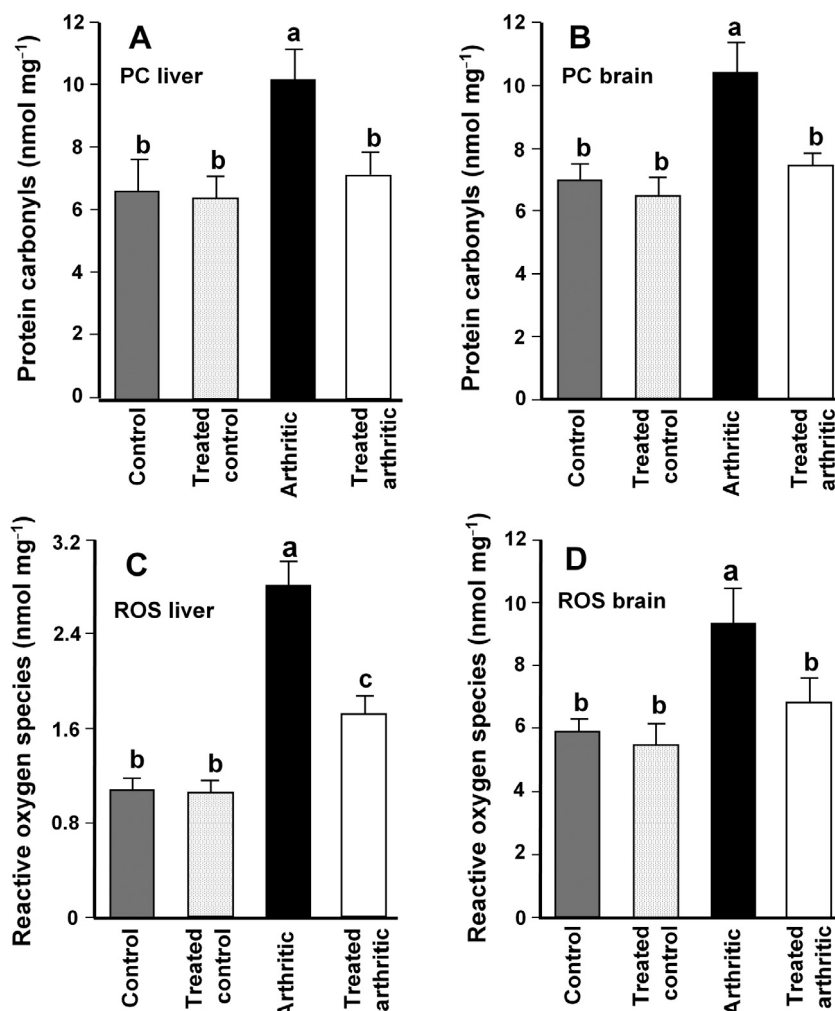 A
PC liver
Protein carbonyls (nmol mg⁻¹)
12
10
8
6
4
2
0
b
b
a
b
Control
Treated
control
Arthritic
Treated
arthritic
B
PC brain
Protein carbonyls (nmol mg⁻¹)
12
10
8
6
4
2
0
b
b
a
b
Control
Treated
control
Arthritic
Treated
arthritic
C
ROS liver
Reactive oxygen species (nmol mg⁻¹)
3.2
2.4
1.6
0.8
0
b
b
a
c
Control
Treated
control
Arthritic
Treated
arthritic
D
ROS brain
Reactive oxygen species (nmol mg⁻¹)
12
10
8
6
4
2
0
b
b
a
b
Control
Treated
control
Arthritic
Treated
arthritic